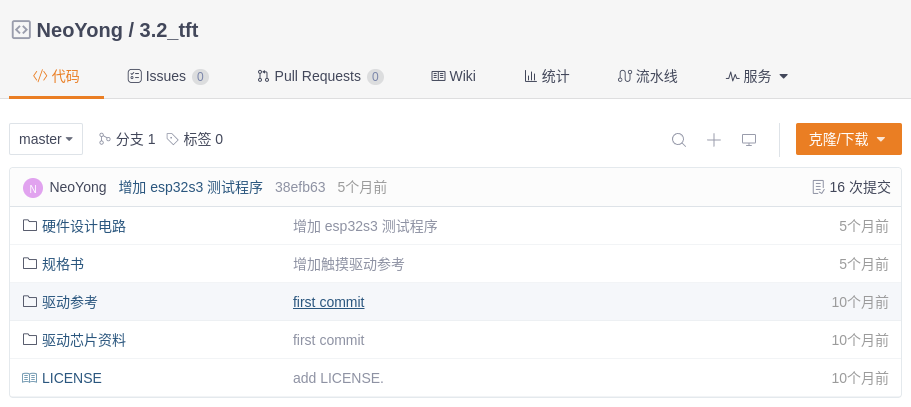 NeoYong / 3.2_tft
代码 Issues 0 Pull Requests 0 Wiki 统计 流水线 服务
master 分支 1 标签 0 克隆/下载
N NeoYong 增加 esp32s3 测试程序 38efb63 5个月前 16 次提交
硬件设计电路 增加 esp32s3 测试程序 5个月前
规格书 增加触摸驱动参考 5个月前
驱动参考 first commit 10个月前
驱动芯片资料 first commit 10个月前
LICENSE add LICENSE. 10个月前